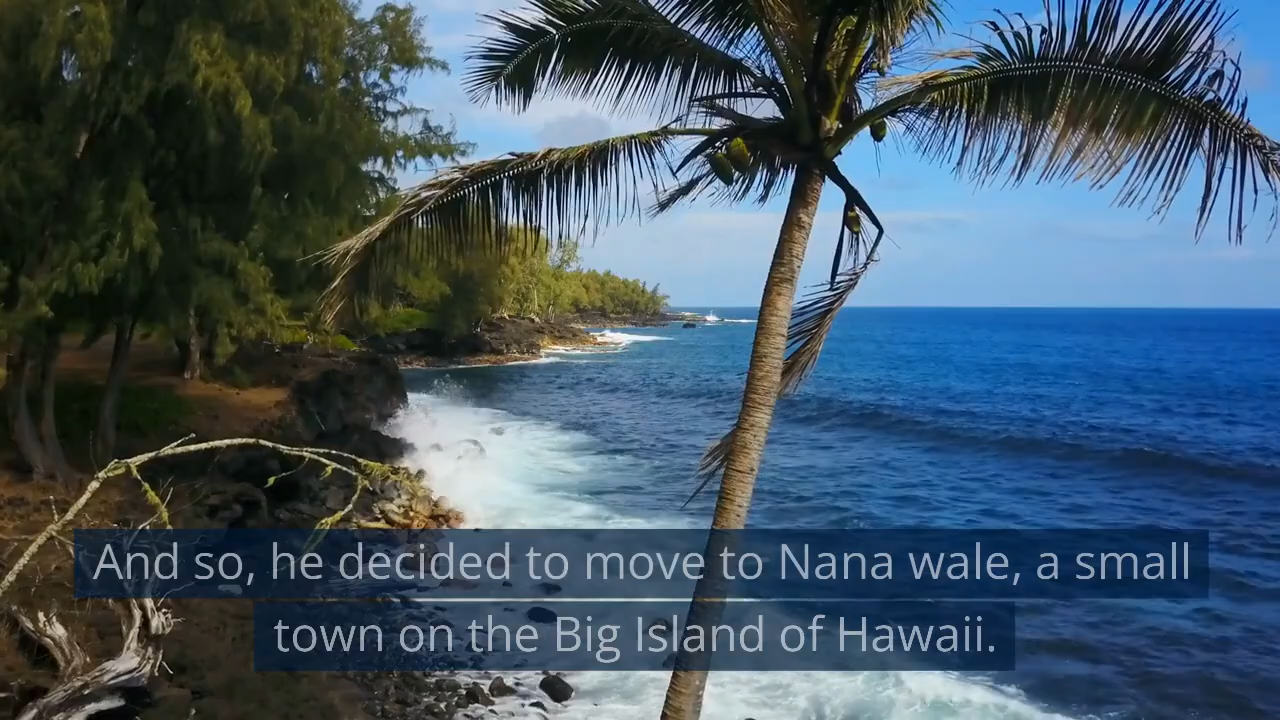 And so, he decided to move to Nana wale, a small
town on the Big Island of Hawaii.